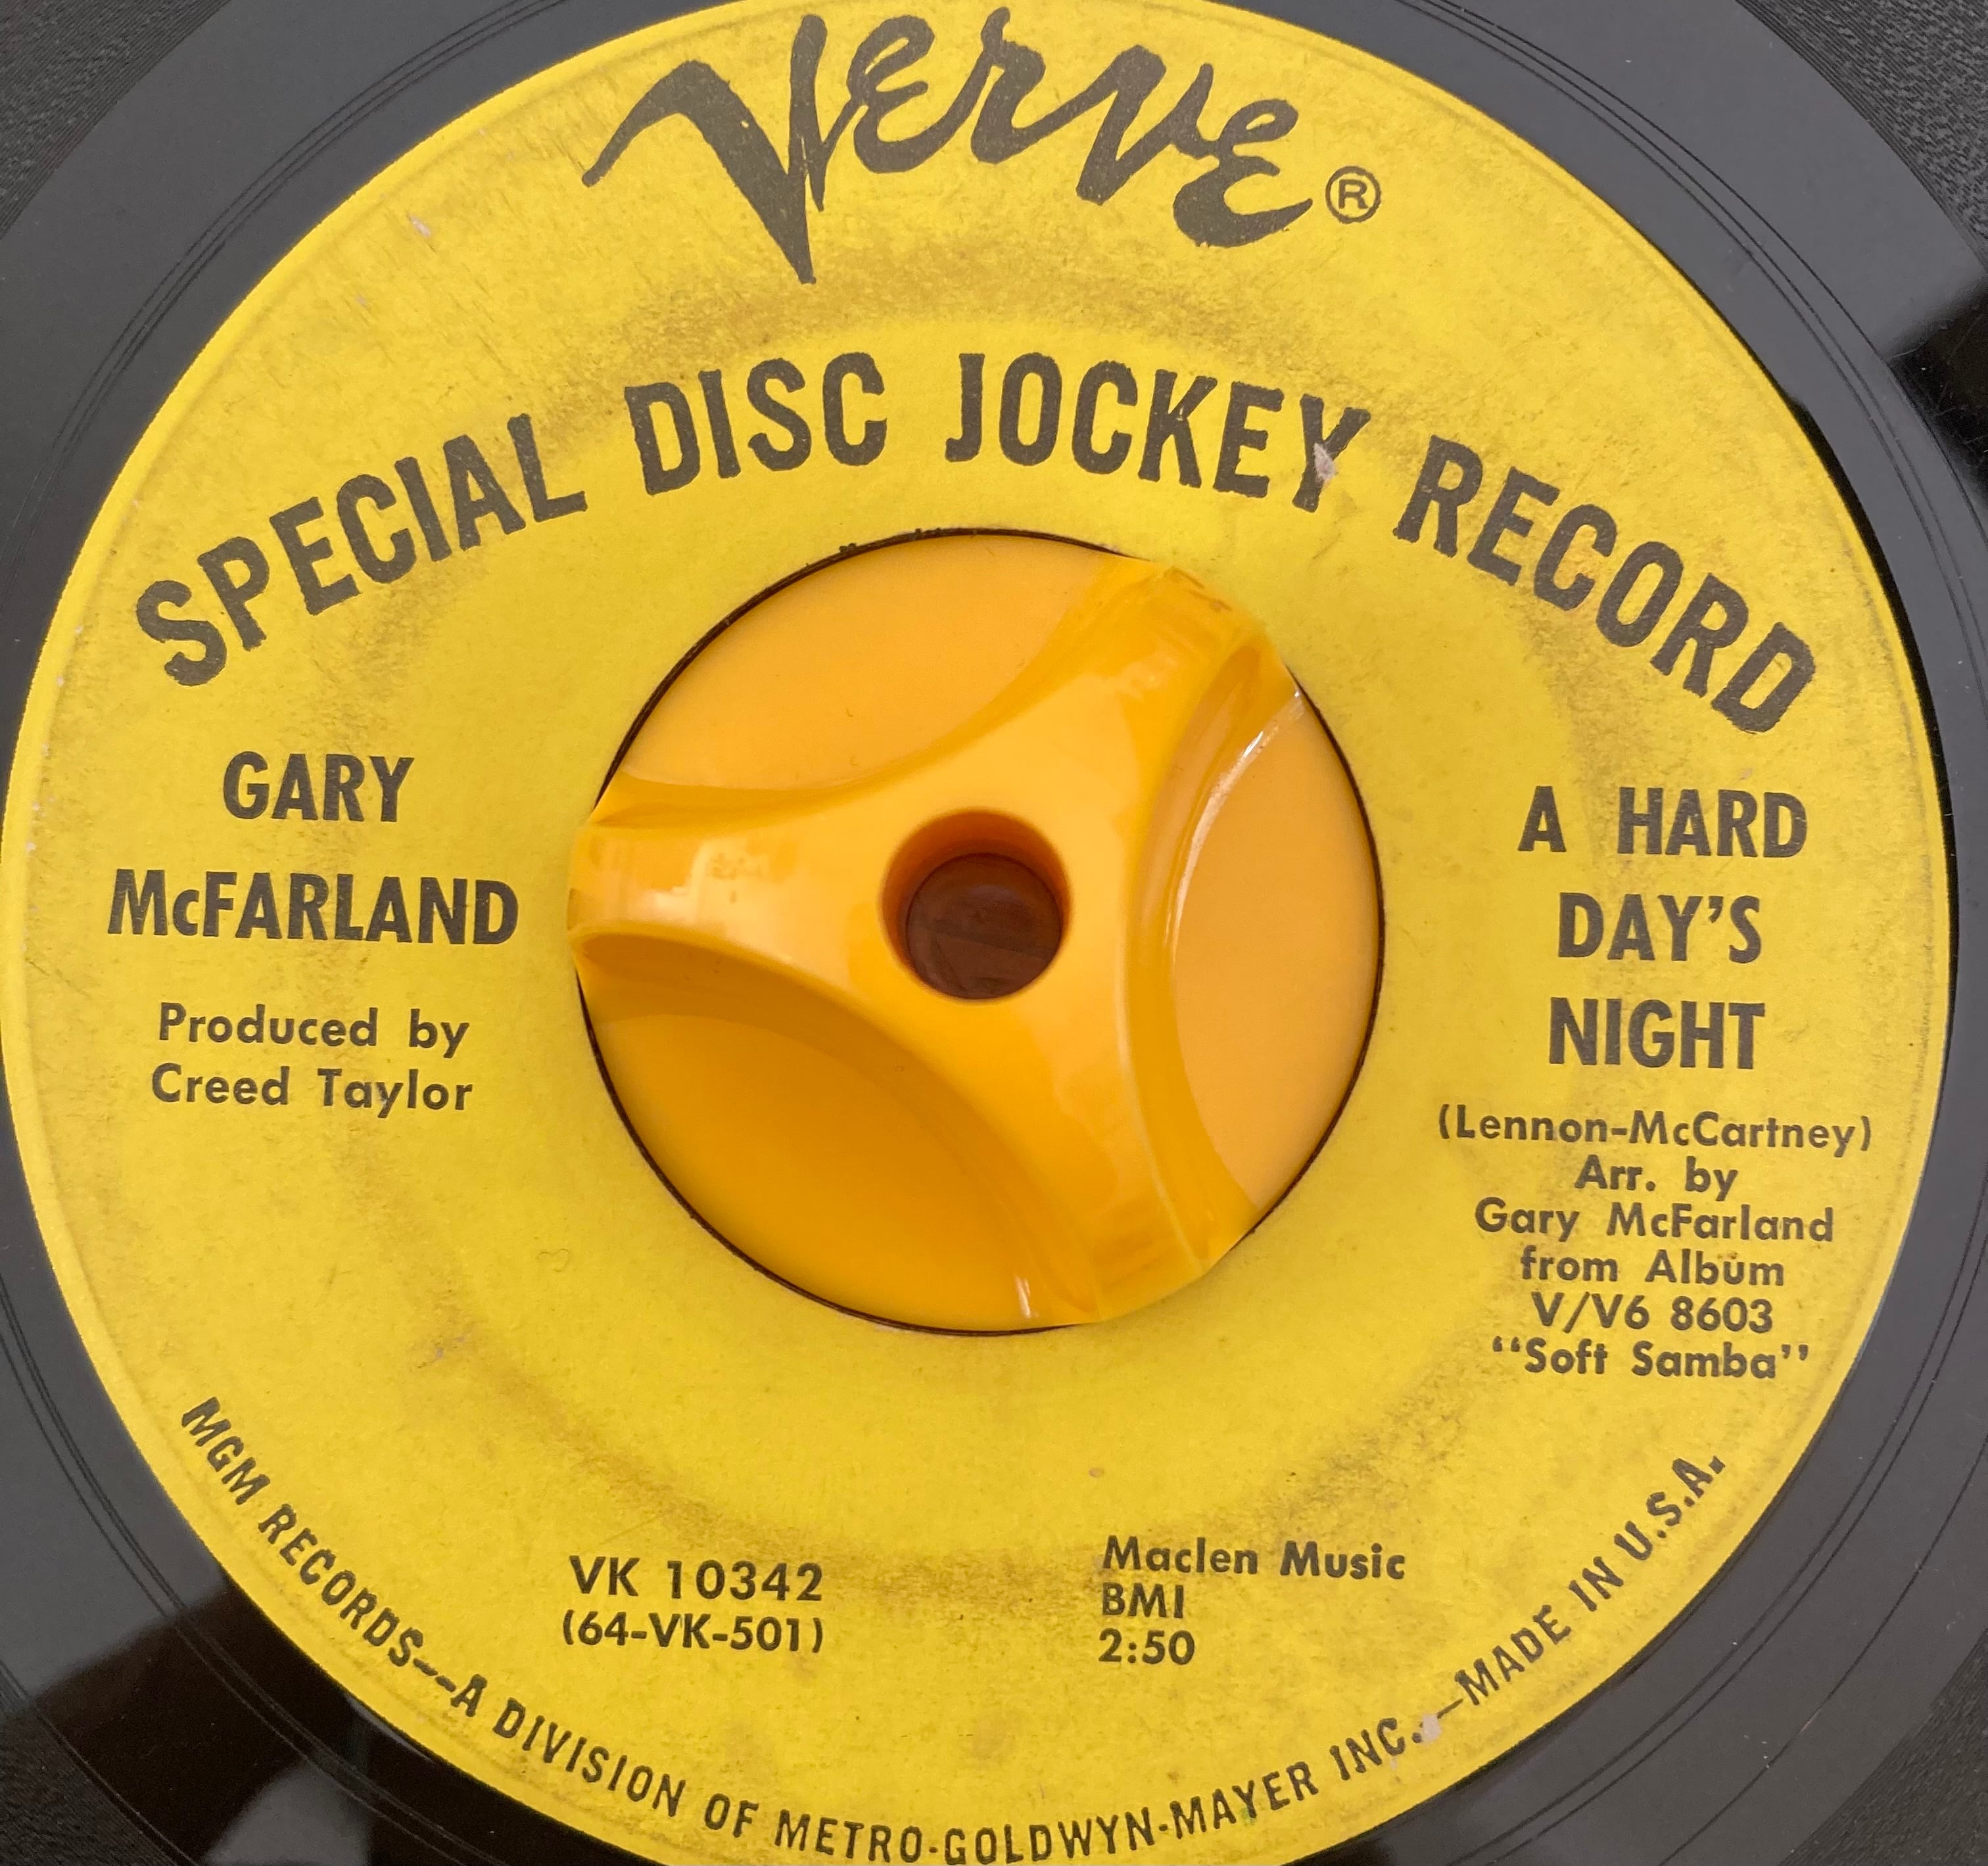 Verve®
SPECIAL DISC JOCKEY RECORD
GARY
McFARLAND
Produced by
Creed Taylor
A HARD
DAY'S
NIGHT
(Lennon-McCartney)
Arr. by
Gary McFarland
from Album
V/V6 8603
"Soft Samba"
VK 10342
(64-VK-501)
Maclen Music
BMI
2:50
MGM RECORDS—A DIVISION OF METRO-GOLDWYN-MAYER INC.—MADE IN U.S.A.